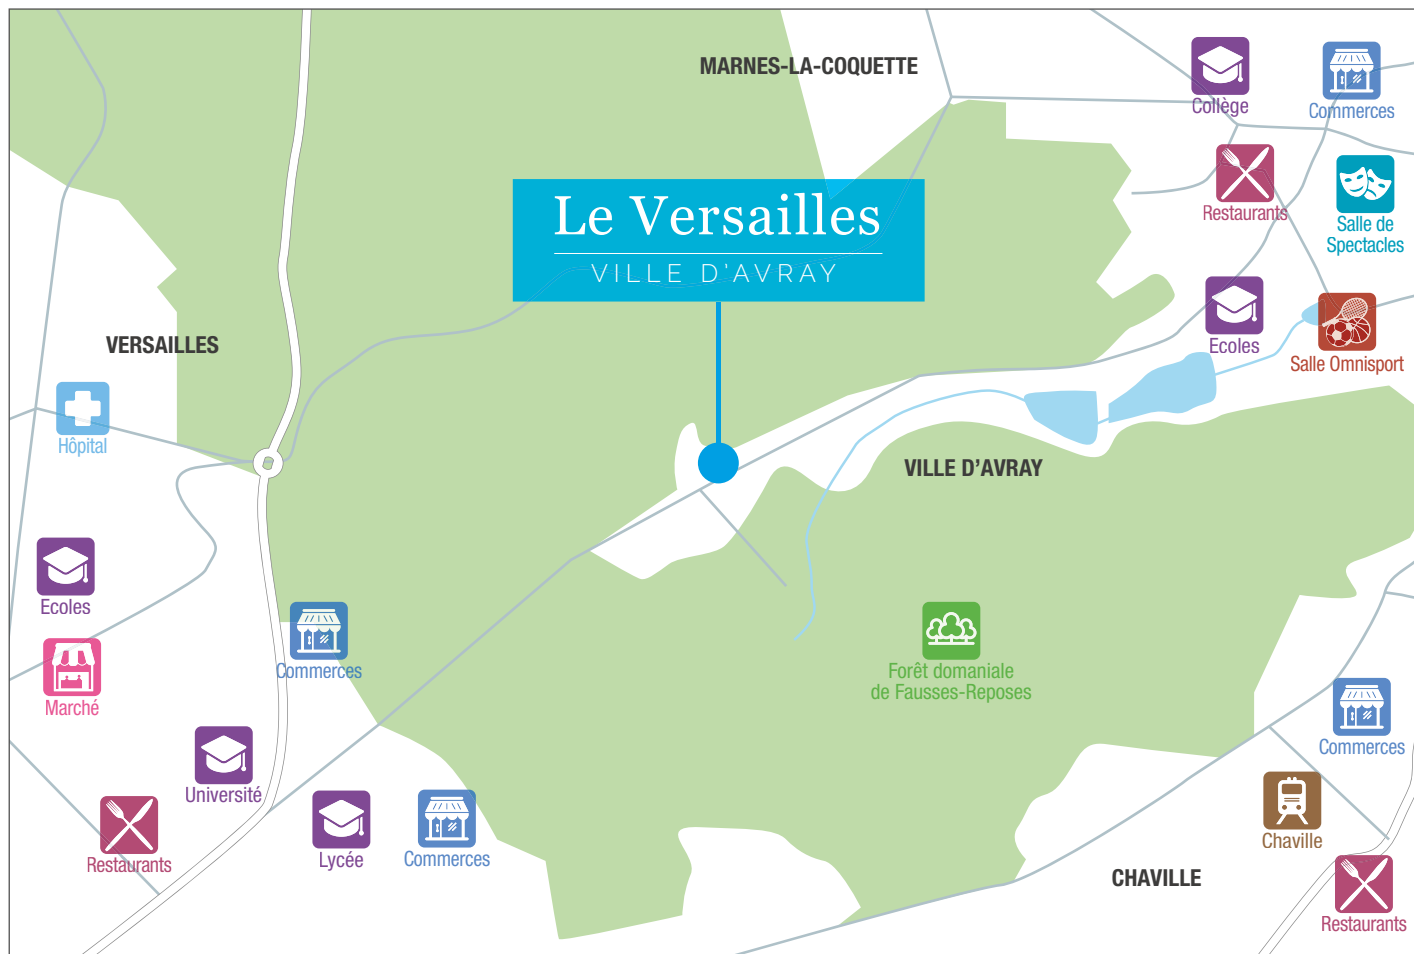 MARNES-LA-COQUETTE
Collège
Commerces
Restaurants
Salle de
Spectacles
Le Versailles
VILLE D'AVRAY
VERSAILLES
Ecoles
Salle Omnisport
Hôpital
VILLE D'AVRAY
Ecoles
Commerces
Marché
Forêt domaniale
de Fausses-Reposes
Commerces
Université
Restaurants
Lycée
Commerces
Chaville
CHAVILLE
Restaurants